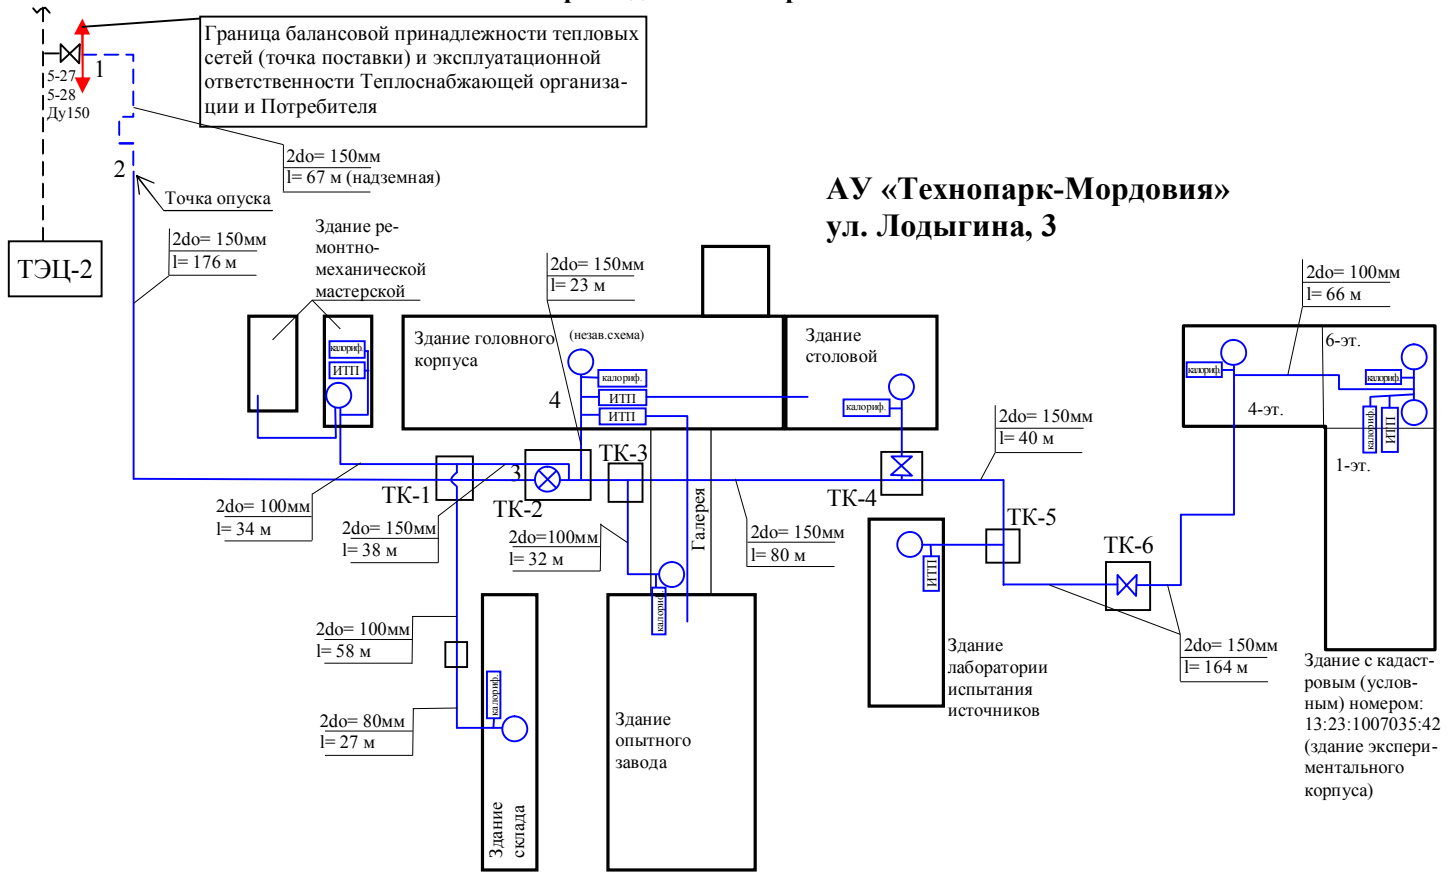 Граница балансовой принадлежности тепловых
сетей (точка поставки) и эксплуатационной
ответственности Теплоснабжающей организа-
ции и Потребителя
1
5-27
5-28
Ду150
2do= 150мм
l= 67 м (надземная)
2
Точка опуска
АУ «Технопарк-Мордовия»
ул. Лодыгина, 3
ТЭЦ-2
2do= 150мм
l= 176 м
Здание ре-
монтно-
механической
мастерской
2do= 150мм
l= 23 м
2do= 100мм
l= 66 м
Здание головного
корпуса
(незав.схема)
Здание
столовой
6-эт.
калориф.
ИТП
калориф.
ИТП
ИТП
4
калориф.
калориф.
калориф.
4-эт.
калориф.
ИТП
1-эт.
2do= 150мм
l= 40 м
ТК-1
3
ТК-2
ТК-3
ТК-4
2do= 100мм
l= 34 м
2do= 150мм
l= 38 м
2do=100мм
l= 32 м
Галерея
2do= 150мм
l= 80 м
ТК-5
ТК-6
ИТП
калориф.
2do= 100мм
l= 58 м
2do= 150мм
l= 164 м
Здание
лаборатории
испытания
источников
Здание с кадаст-
ровым (услов-
ным) номером:
13:23:1007035:42
(здание экспери-
ментального
корпуса)
калориф.
2do= 80мм
l= 27 м
Здание
опытного
завода
Здание
склада